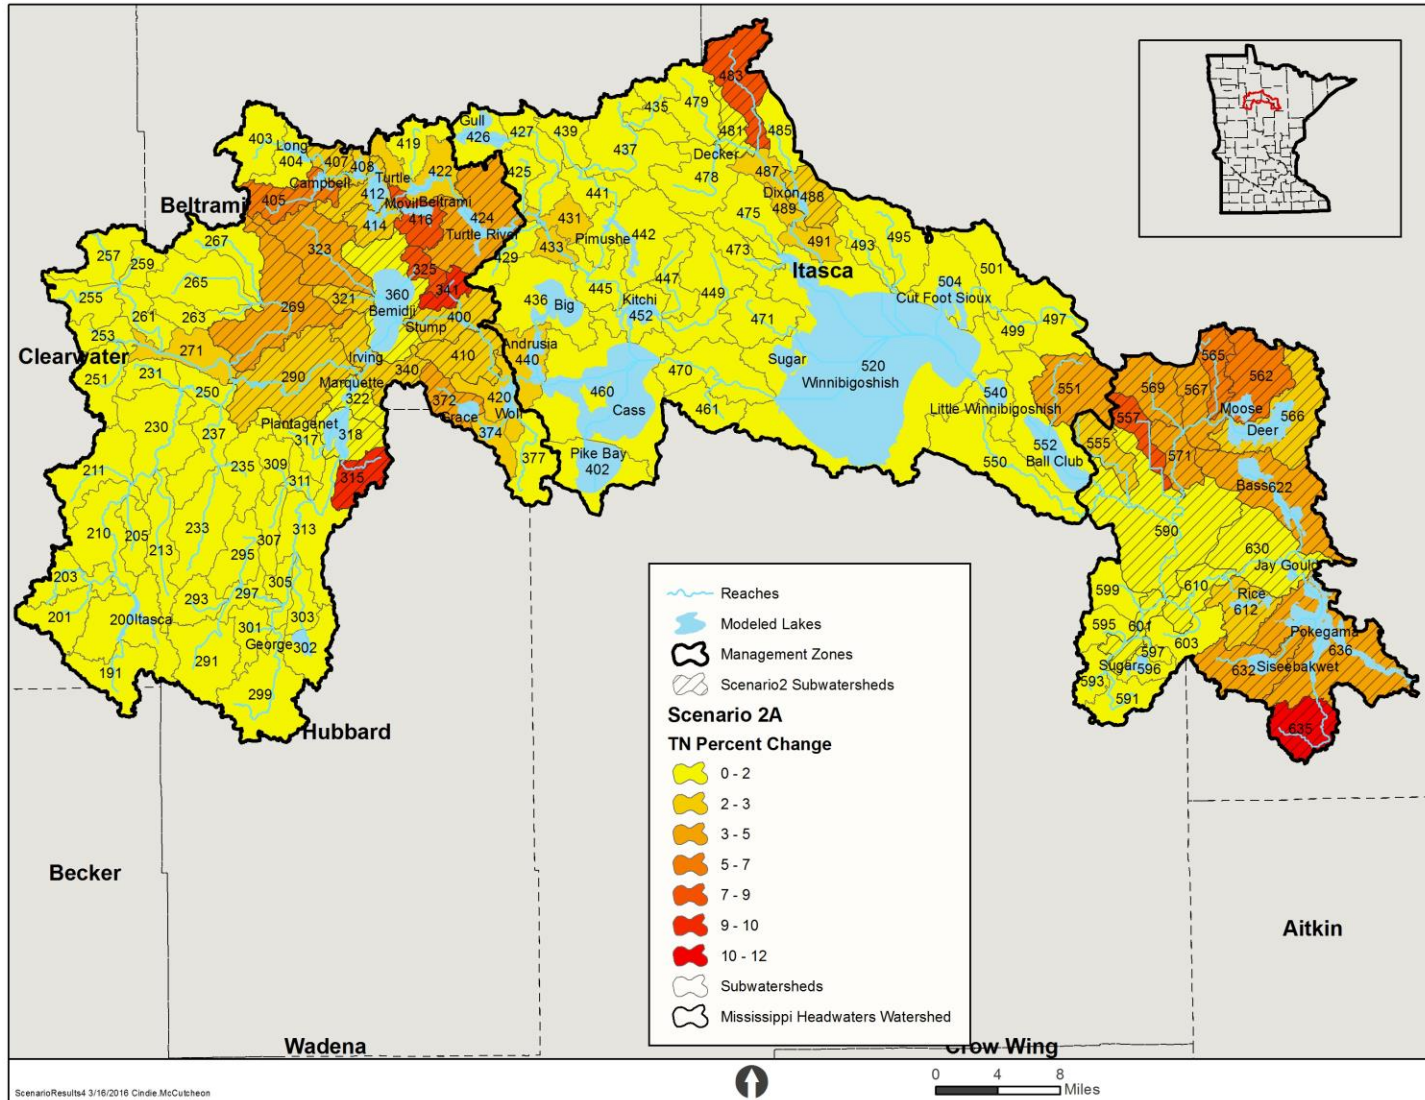 483
Gull
426
427
439
435
479
481
485
Decker
437
478
403
Long
404
407
408
419
422
Turtle
Campbell
412
405
Movil
Beltrami
416
414
424
Turtle River
425
441
431
Pimushe
442
433
429
487
Dixon
488
489
475
491
493
495
473
Itasca
501
504
Cut Foot Sioux
499
497
Beltrami
267
257
259
265
255
261
263
253
Clearwater
251
231
271
269
323
321
325
341
360
Bemidji
Stump
400
Irving
290
Marquette
340
410
322
372
Grace
374
420
Wolf
377
436
Big
445
Kitchi
452
447
449
471
Andrusia
440
460
Cass
470
461
Pike Bay
402
Sugar
520
Winnibigoshish
540
Little Winnibigoshish
551
552
Ball Club
550
555
557
565
569
567
562
Moose
Deer
566
571
Bass
622
590
630
Jay Gould
610
Rice
612
599
595
601
603
597
Sugar
596
593
591
Pokegama
636
632
Siseebakwet
635
250
230
237
Plantagenet
318
317
309
235
311
315
211
210
205
213
233
307
313
295
305
203
201
200
Itasca
293
297
301
303
George
302
291
191
299
Hubbard
Becker
Wadena
Crow Wing
Aitkin
Reaches
Modeled Lakes
Management Zones
Scenario2 Subwatersheds
Scenario 2A
TN Percent Change
0 - 2
2 - 3
3 - 5
5 - 7
7 - 9
9 - 10
10 - 12
Subwatersheds
Mississippi Headwaters Watershed
0 4 8
Miles
ScenarioResults4 3/16/2016 Cindie.McCutcheon